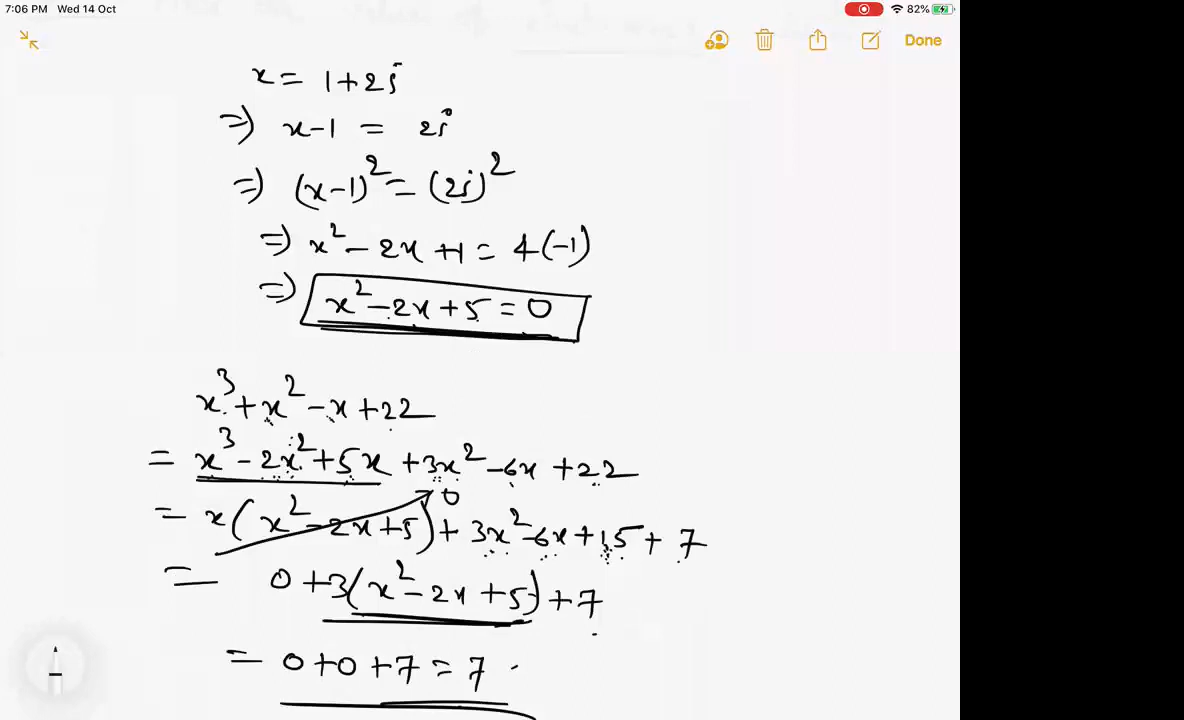 7:06 PM Wed 14 Oct 82%
Done
x = 1+2i
=> x-1 = 2i
=> (x-1)² = (2i)²
=> x² - 2x + 1 = 4(-1)
=> x² - 2x + 5 = 0
x³ + x² - x + 22
= x³ - 2x² + 5x + 3x² - 6x + 22
= x(x² - 2x + 5) 0 + 3x² - 6x + 15 + 7
= 0 + 3(x² - 2x + 5) + 7
= 0 + 0 + 7 = 7